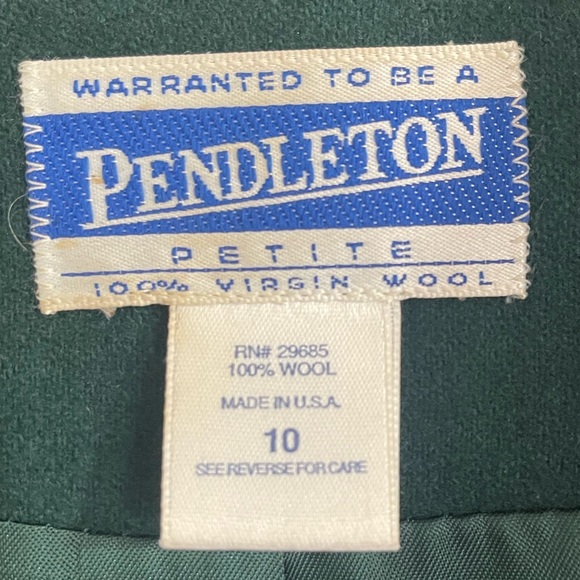 WARRANTED TO BE A
PENDLETON
PETITE
100% VIRGIN WOOL
RN# 29685
100% WOOL
MADE IN U.S.A.
10
SEE REVERSE FOR CARE